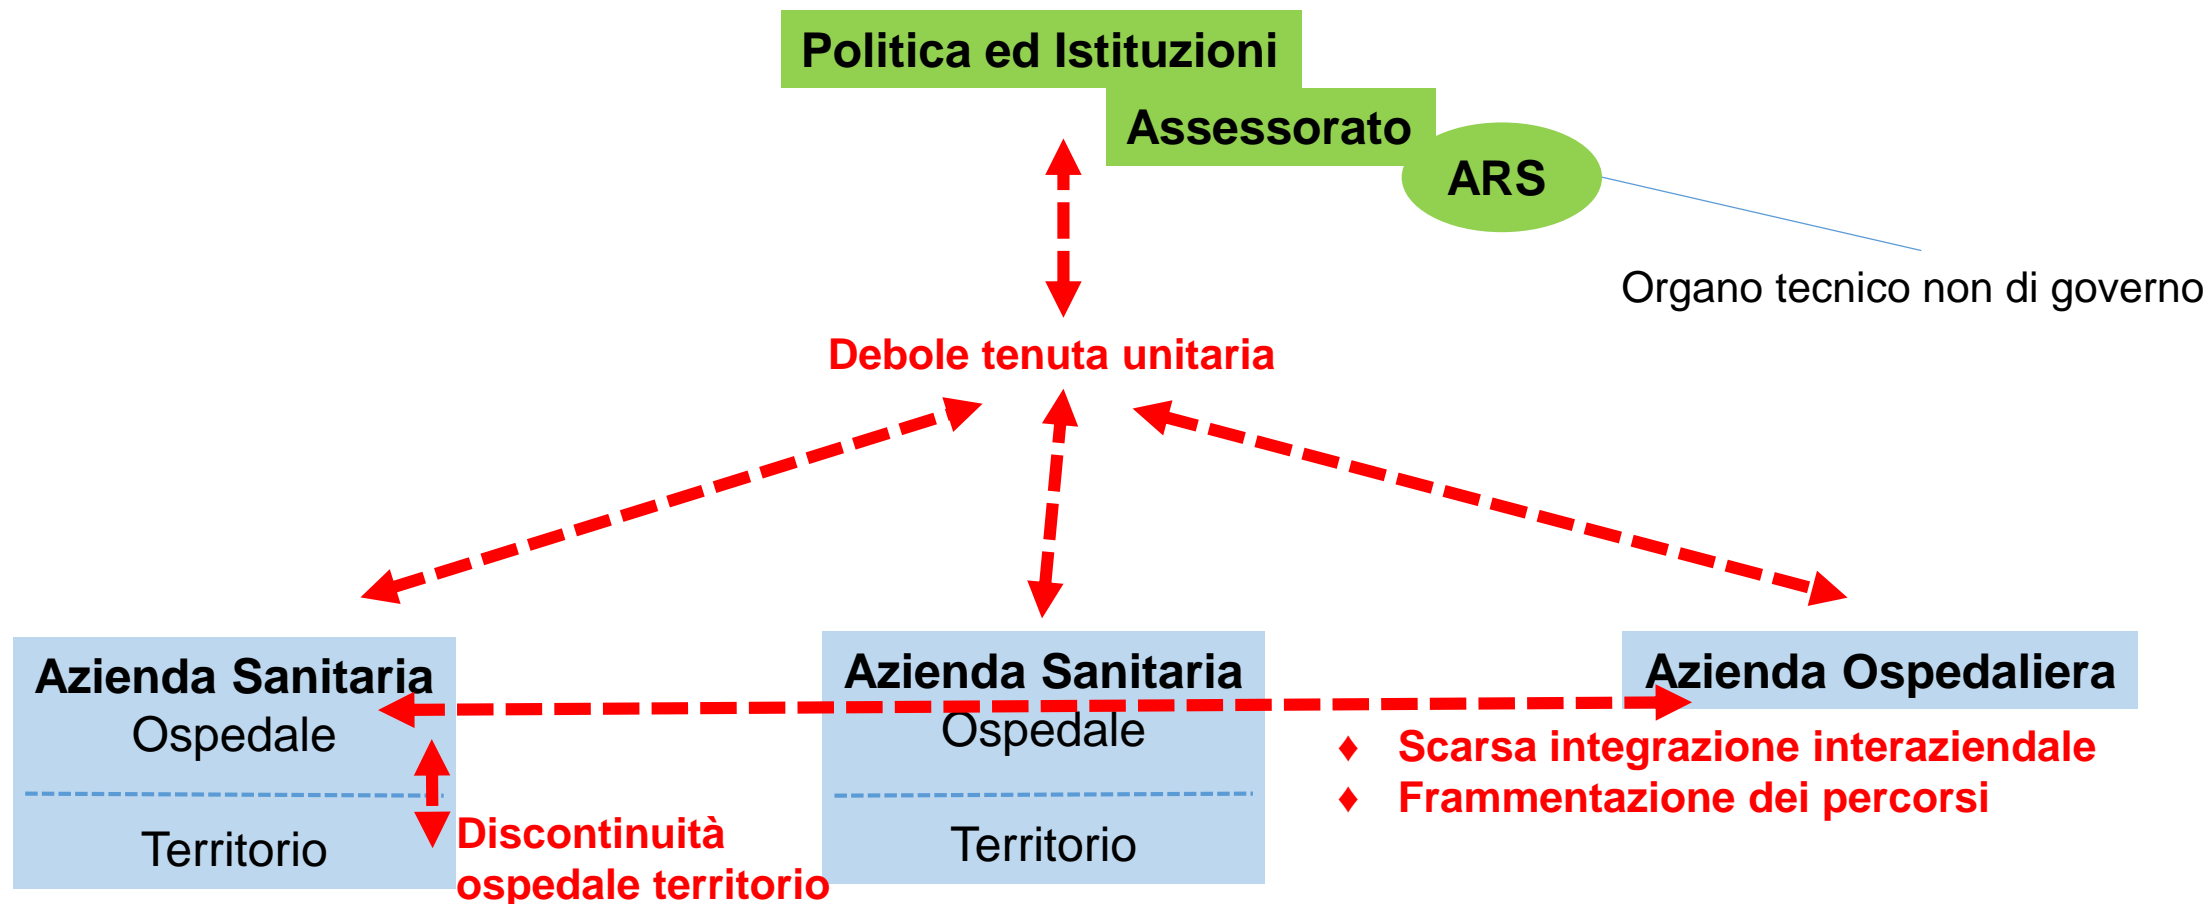 Politica ed Istituzioni
Assessorato
ARS
Organo tecnico non di governo
Debole tenuta unitaria
Azienda Sanitaria
Ospedale
Territorio
Discontinuità
ospedale territorio
Azienda Sanitaria
Ospedale
Territorio
Azienda Ospedaliera
♦ Scarsa integrazione interaziendale
♦ Frammentazione dei percorsi